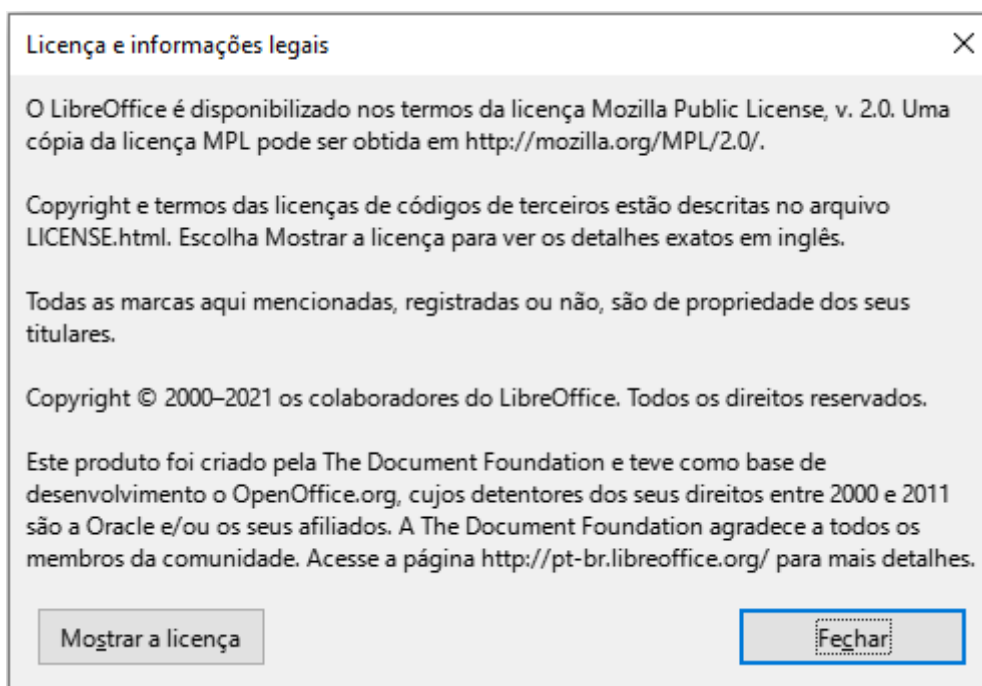 Licença e informações legais
O LibreOffice é disponibilizado nos termos da licença Mozilla Public License, v. 2.0. Uma
cópia da licença MPL pode ser obtida em http://mozilla.org/MPL/2.0/.
Copyright e termos das licenças de códigos de terceiros estão descritas no arquivo
LICENSE.html. Escolha Mostrar a licença para ver os detalhes exatos em inglês.
Todas as marcas aqui mencionadas, registradas ou não, são de propriedade dos seus
titulares.
Copyright © 2000–2021 os colaboradores do LibreOffice. Todos os direitos reservados.
Este produto foi criado pela The Document Foundation e teve como base de
desenvolvimento o OpenOffice.org, cujos detentores dos seus direitos entre 2000 e 2011
são a Oracle e/ou os seus afiliados. A The Document Foundation agradece a todos os
membros da comunidade. Acesse a página http://pt-br.libreoffice.org/ para mais detalhes.
Mostrar a licença
Fechar